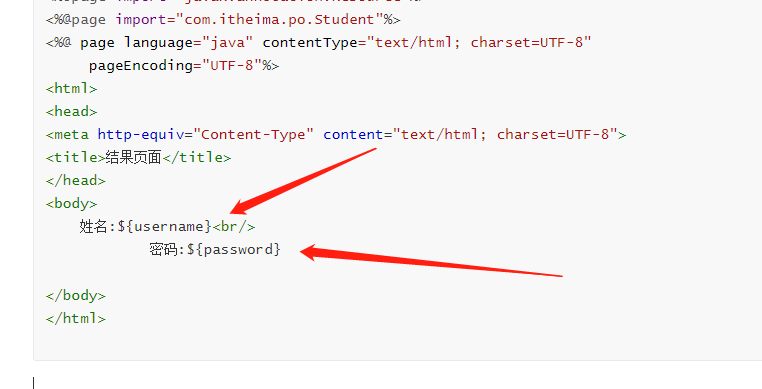 <%@page import="com.itheima.po.Student"%>
<%@ page language="java" contentType="text/html; charset=UTF-8"
pageEncoding="UTF-8"%>
<html>
<head>
<meta http-equiv="Content-Type" content="text/html; charset=UTF-8">
<title>结果页面</title>
</head>
<body>
姓名:${username}<br/>
密码:${password}
</body>
</html>